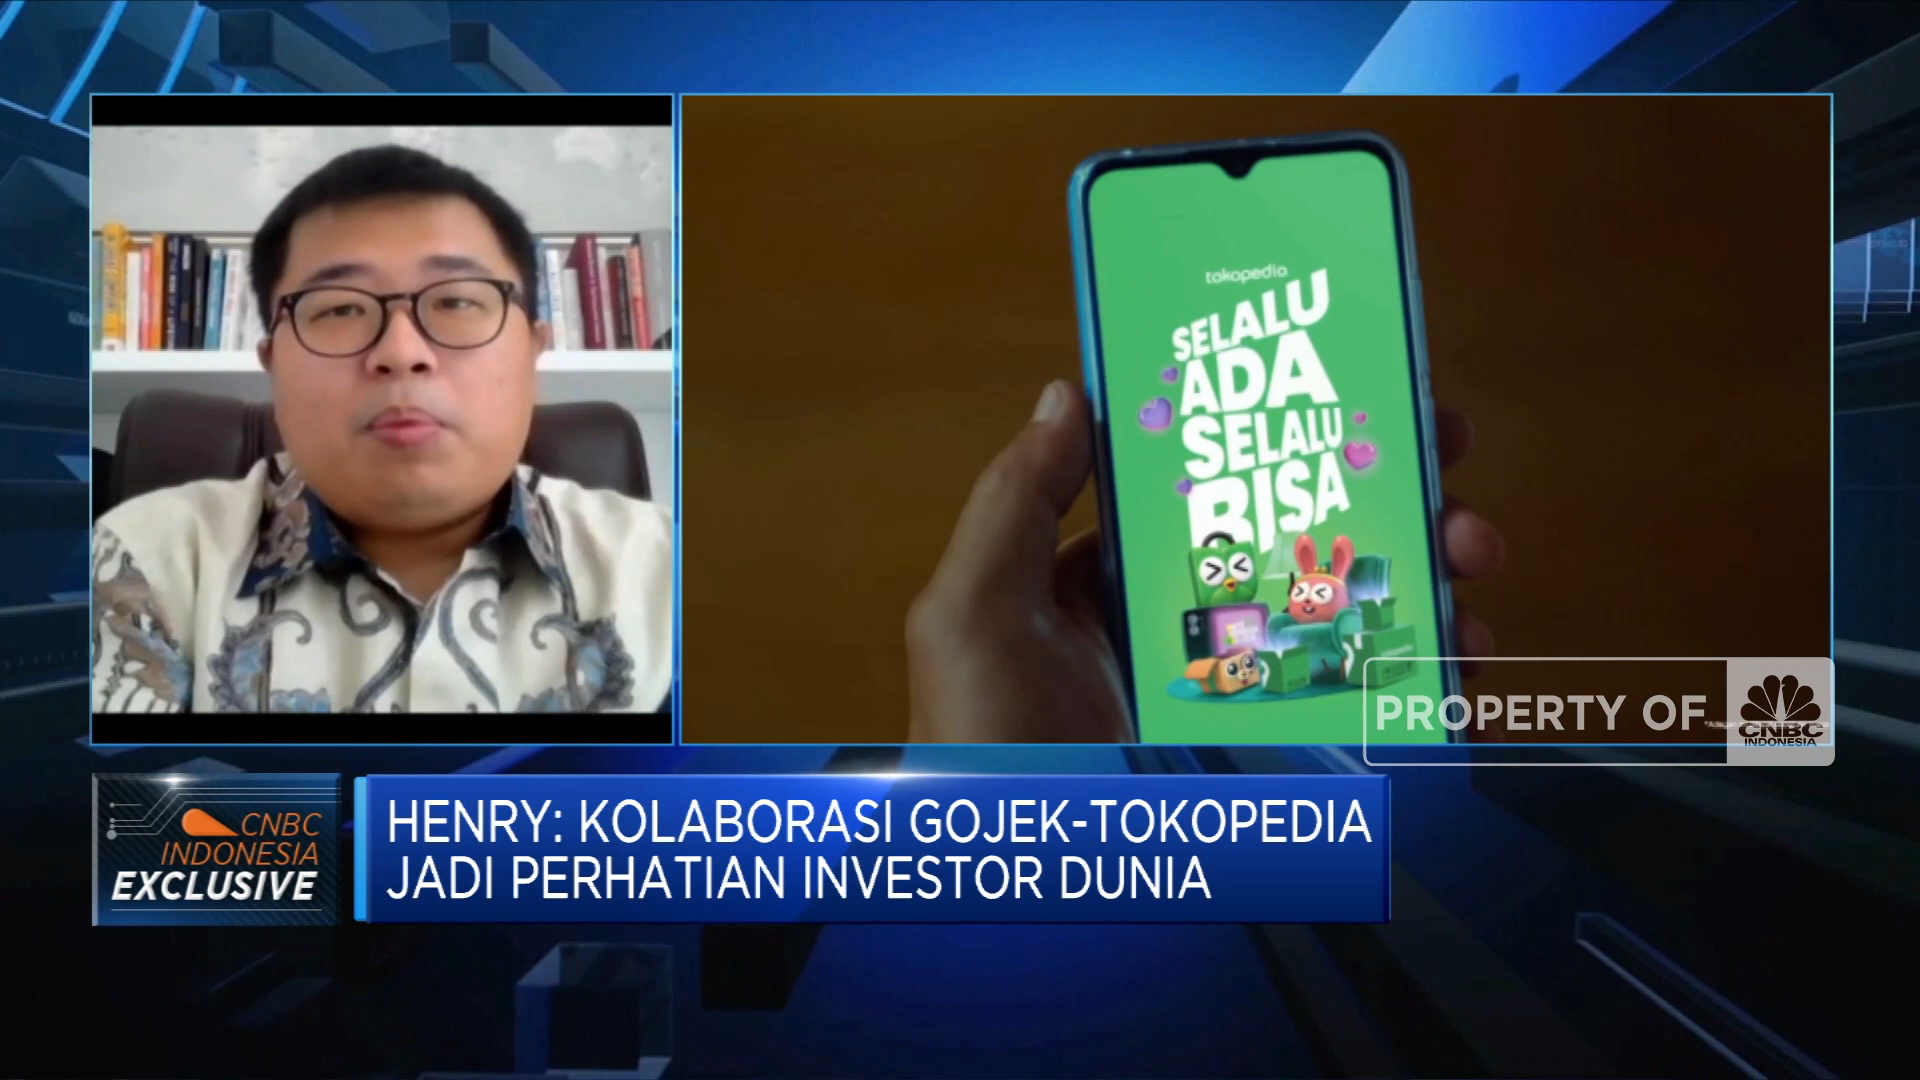 tokopedia
SELALU
ADA
SELALU
BISA
PROPERTY OF
CNBC
INDONESIA
CNBC
INDONESIA
EXCLUSIVE
HENRY: KOLABORASI GOJEK-TOKOPEDIA
JADI PERHATIAN INVESTOR DUNIA